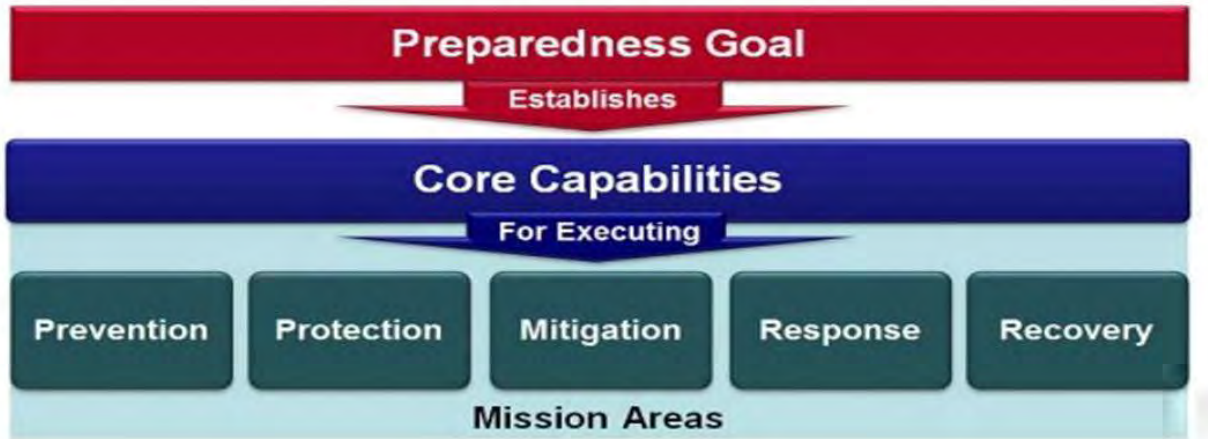 Preparedness Goal
Establishes
Core Capabilities
For Executing
Prevention Protection Mitigation Response Recovery
Mission Areas